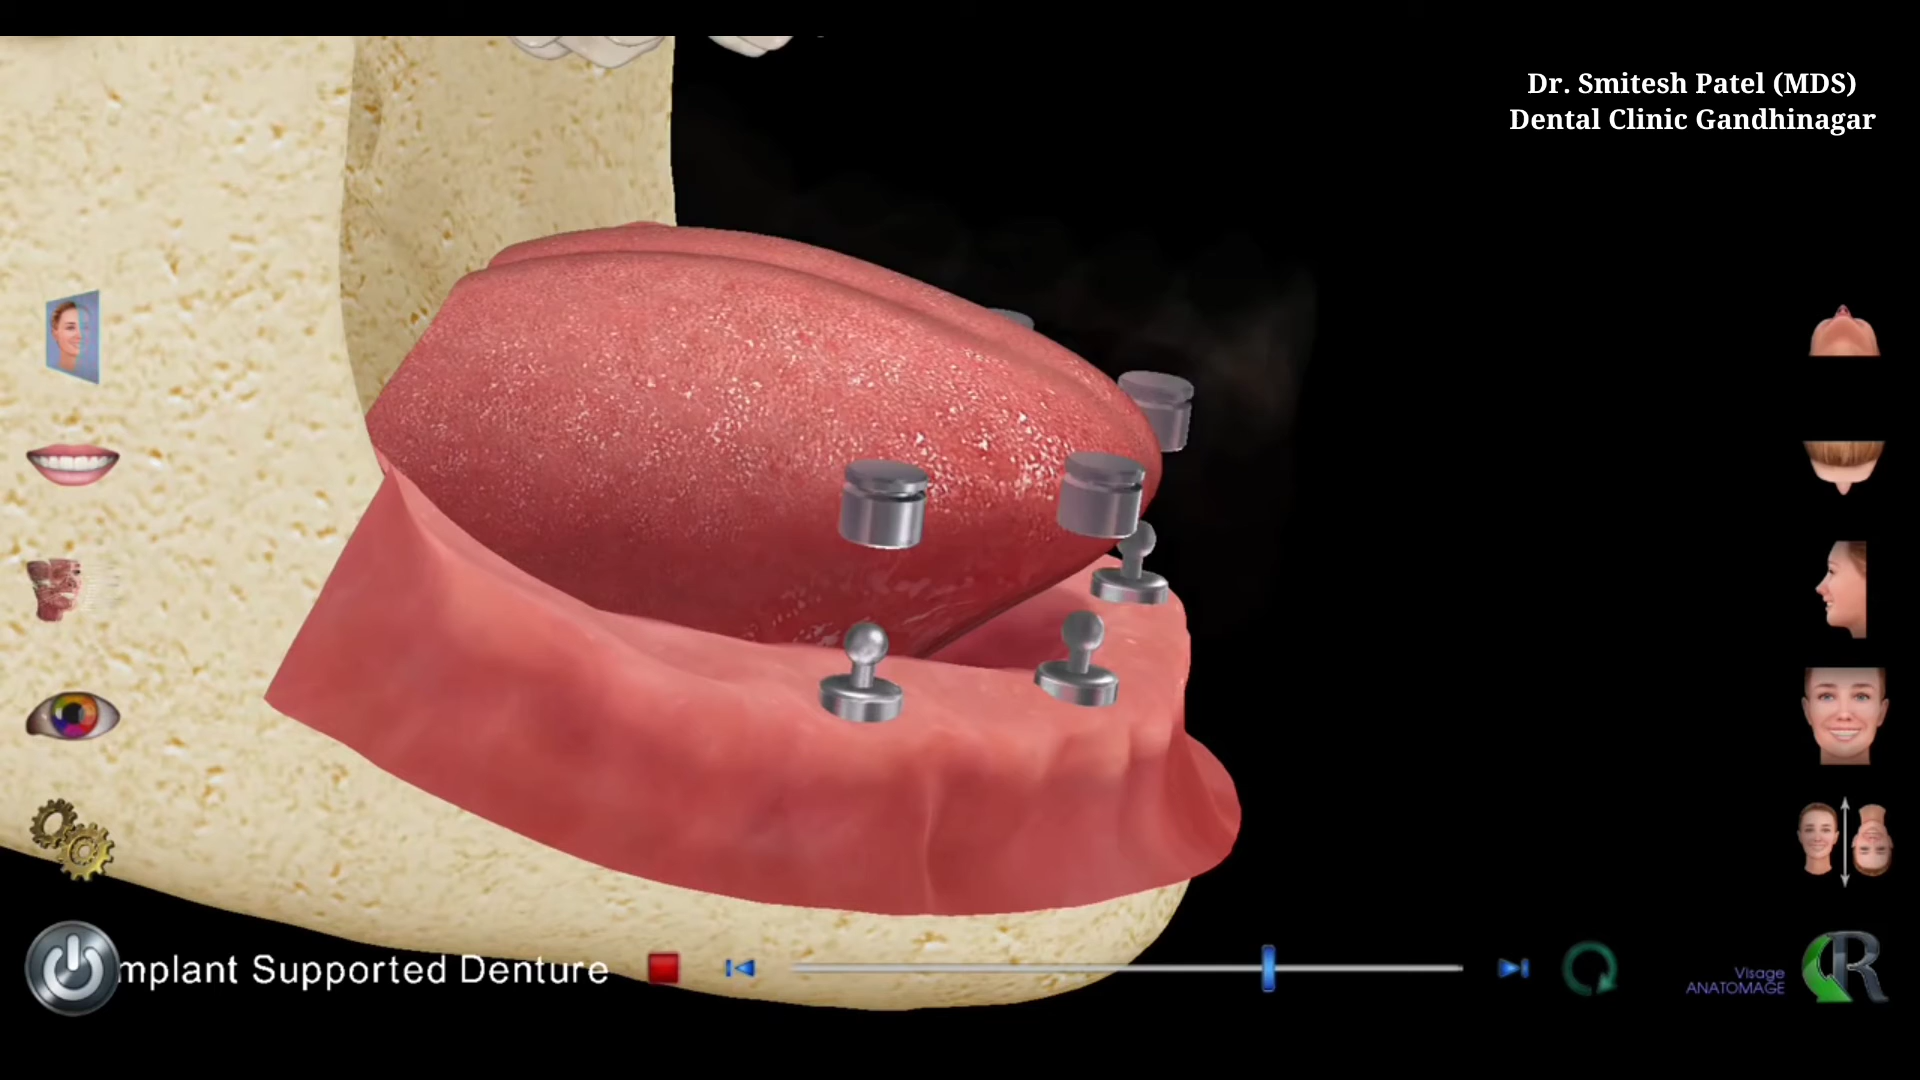 Dr. Smitesh Patel (MDS)
Dental Clinic Gandhinagar
mplant Supported Denture
Visage
ANATOMAGE
R